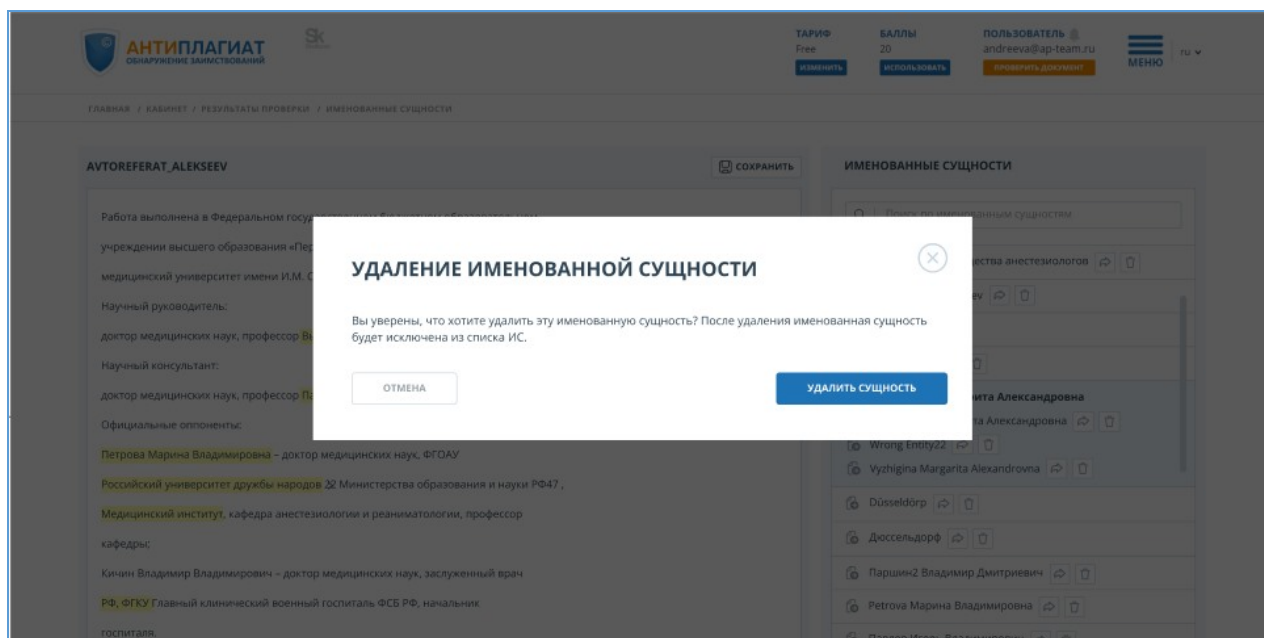 АНТИПЛАГИАТ
ОБНАРУЖЕНИЕ ЗАИМСТВОВАНИЙ
Sk
ТАРИФ
Free
ИЗМЕНИТЬ
БАЛЛЫ
20
ИСПОЛЬЗОВАТЬ
ПОЛЬЗОВАТЕЛЬ
andreeva@ap-team.ru
ПРОВЕРИТЬ ДОКУМЕНТ
МЕНЮ
ru
ГЛАВНАЯ / КАБИНЕТ / РЕЗУЛЬТАТЫ ПРОВЕРКИ / ИМЕНОВАННЫЕ СУЩНОСТИ
AVTOREFERAT_ALEKSEEV
СОХРАНИТЬ
Работа выполнена в Федеральном
учреждении высшего образования
медицинский университет имени И.М.
Научный руководитель:
доктор медицинских наук, профессор
Научный консультант:
доктор медицинских наук, профессор
Официальные оппоненты:
Петрова Марина Владимировна – доктор медицинских наук, ФГОАУ
Российский университет дружбы народов 22 Министерства образования и науки РФ47 ,
Медицинский институт, кафедра анестезиологии и реаниматологии, профессор
кафедры;
Кичин Владимир Владимирович – доктор медицинских наук, заслуженный врач
РФ, ФГКУ Главный клинический военный госпиталь ФСБ РФ, начальник
госпиталя.
УДАЛЕНИЕ ИМЕНОВАННОЙ СУЩНОСТИ
Вы уверены, что хотите удалить эту именованную сущность? После удаления именованная сущность
будет исключена из списка ИС.
ОТМЕНА
УДАЛИТЬ СУЩНОСТЬ
ИМЕНОВАННЫЕ СУЩНОСТИ
Поиск по именованным сущностям
анестезиологов
Александровна
Александровна
Wrong Entity22
Vyzhigina Margarita Alexandrovna
Düsseldörp
Дюссельдорф
Паршин2 Владимир Дмитриевич
Petrova Марина Владимировна